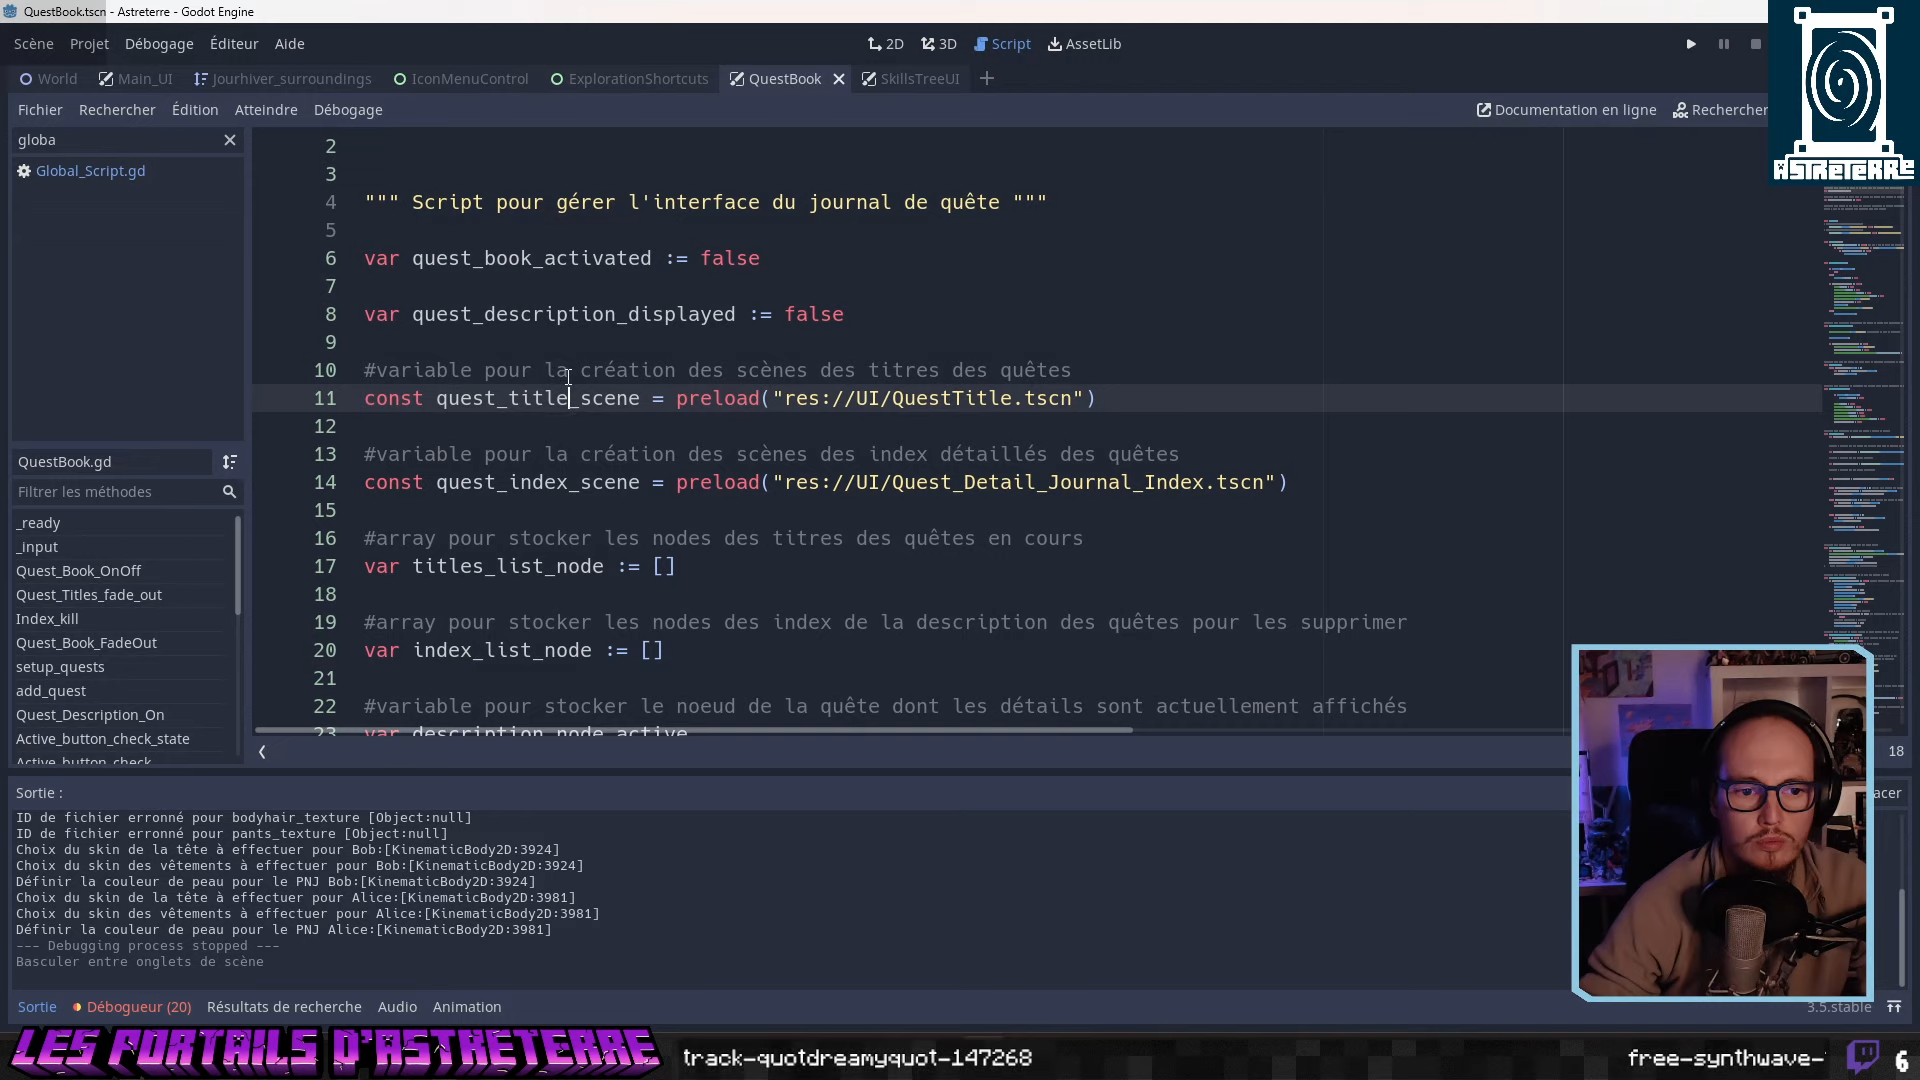 QuestBook.tscn - Astreterre - Godot Engine
Scène Projet Débogage Éditeur Aide
2D 3D Script AssetLib
World Main_UI Jourhiver_surroundings IconMenuControl ExplorationShortcuts QuestBook SkillsTreeUI
Fichier Rechercher Édition Atteindre Débogage
Documentation en ligne Rechercher
ASTRETERRE
globa
Global_Script.gd
QuestBook.gd
Filtrer les méthodes
_ready
_input
Quest_Book_OnOff
Quest_Titles_fade_out
Index_kill
Quest_Book_FadeOut
setup_quests
add_quest
Quest_Description_On
Active_button_check_state
Active_button_check
2
3
4 """ Script pour gérer l'interface du journal de quête """
5
6 var quest_book_activated := false
7
8 var quest_description_displayed := false
9
10 #variable pour la création des scènes des titres des quêtes
11 const quest_title_scene = preload("res://UI/QuestTitle.tscn")
12
13 #variable pour la création des scènes des index détaillés des quêtes
14 const quest_index_scene = preload("res://UI/Quest_Detail_Journal_Index.tscn")
15
16 #array pour stocker les nodes des titres des quêtes en cours
17 var titles_list_node := []
18
19 #array pour stocker les nodes des index de la description des quêtes pour les supprimer
20 var index_list_node := []
21
22 #variable pour stocker le noeud de la quête dont les détails sont actuellement affichés
23 var description_node_active
18
Sortie :
acer
ID de fichier erronné pour bodyhair_texture [Object:null]
ID de fichier erronné pour pants_texture [Object:null]
Choix du skin de la tête à effectuer pour Bob:[KinematicBody2D:3924]
Choix du skin des vêtements à effectuer pour Bob:[KinematicBody2D:3924]
Définir la couleur de peau pour le PNJ Bob:[KinematicBody2D:3924]
Choix du skin de la tête à effectuer pour Alice:[KinematicBody2D:3981]
Choix du skin des vêtements à effectuer pour Alice:[KinematicBody2D:3981]
Définir la couleur de peau pour le PNJ Alice:[KinematicBody2D:3981]
--- Debugging process stopped ---
Basculer entre onglets de scène
Sortie Débogueur (20) Résultats de recherche Audio Animation
3.5.stable
LES PORTAILS D'ASTRETERRE
track-quotdreamyquot-147268
free-synthwave-
6